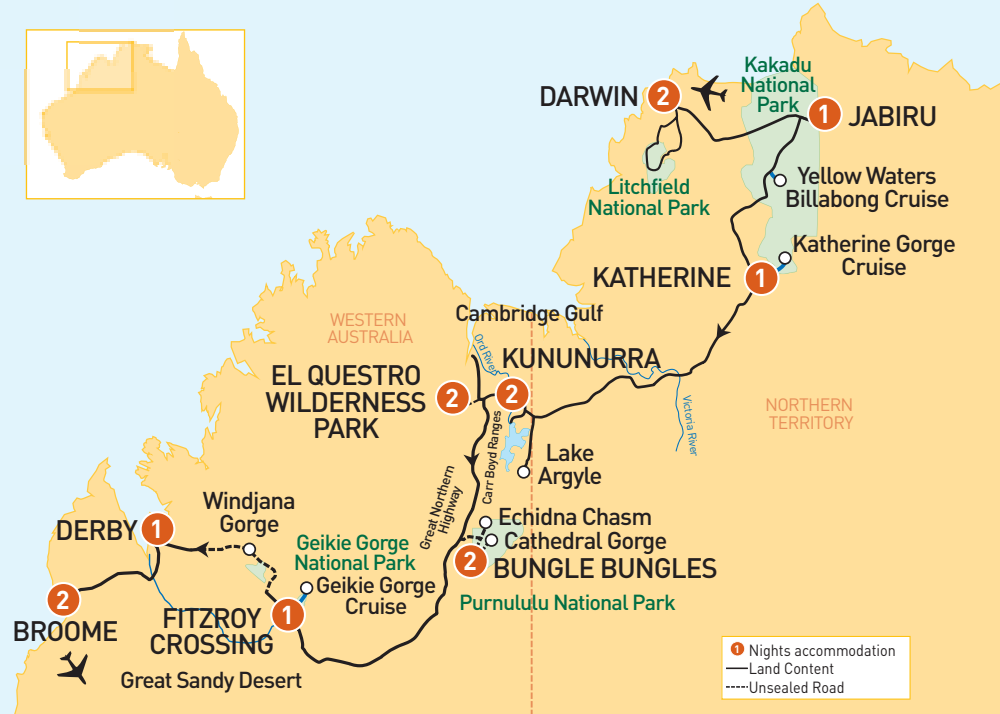 Kakadu
National
Park
DARWIN
2
1
JABIRU
Yellow Waters
Billabong Cruise
Litchfield
National Park
Katherine Gorge
Cruise
KATHERINE
1
WESTERN
AUSTRALIA
Cambridge Gulf
Ord River
KUNUNURRA
2
EL QUESTRO
WILDERNESS
PARK
2
Victoria River
NORTHERN
TERRITORY
Carr Boyd Ranges
Lake
Argyle
Great Northern
Highway
Windjana
Gorge
DERBY
1
Echidna Chasm
Cathedral Gorge
2
BUNGLE BUNGLES
Purnululu National Park
Geikie Gorge
National Park
Geikie Gorge
Cruise
2
BROOME
FITZROY
CROSSING
1
Great Sandy Desert
1 Nights accommodation
Land Content
Unsealed Road